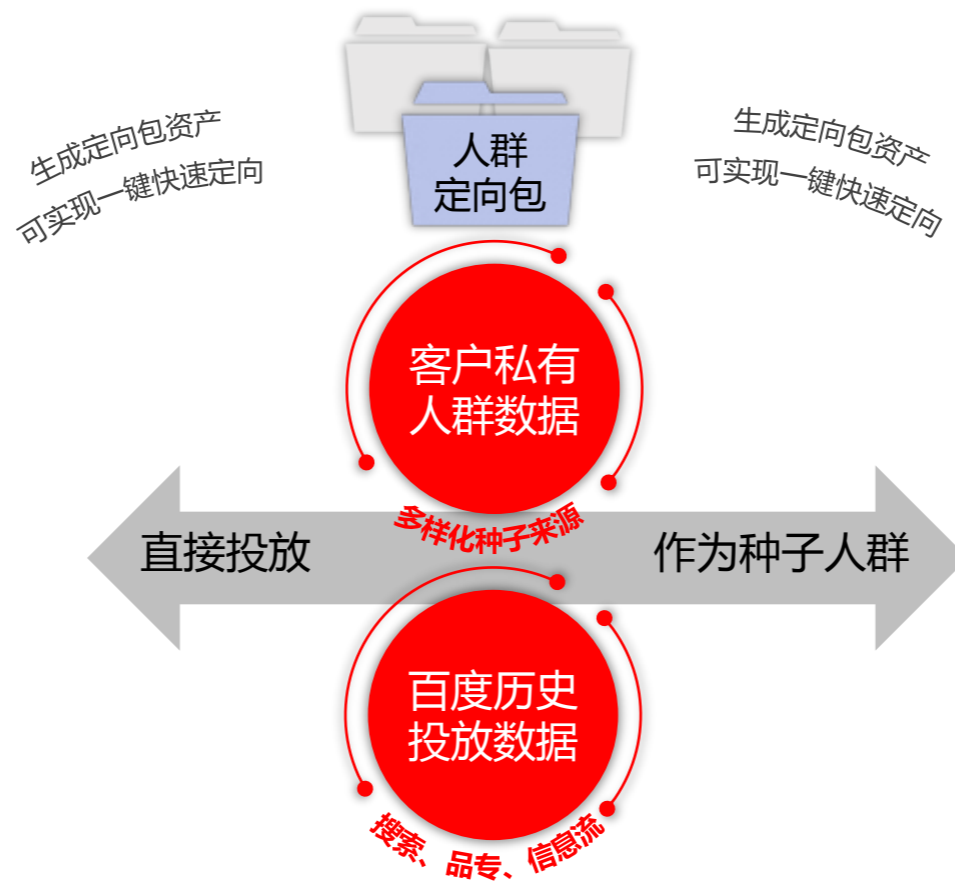 人群
定向包
生成定向包资产
可实现一键快速定向
生成定向包资产
可实现一键快速定向
客户私有
人群数据
多样化种子来源
直接投放
作为种子人群
百度历史
投放数据
搜索、品专、信息流